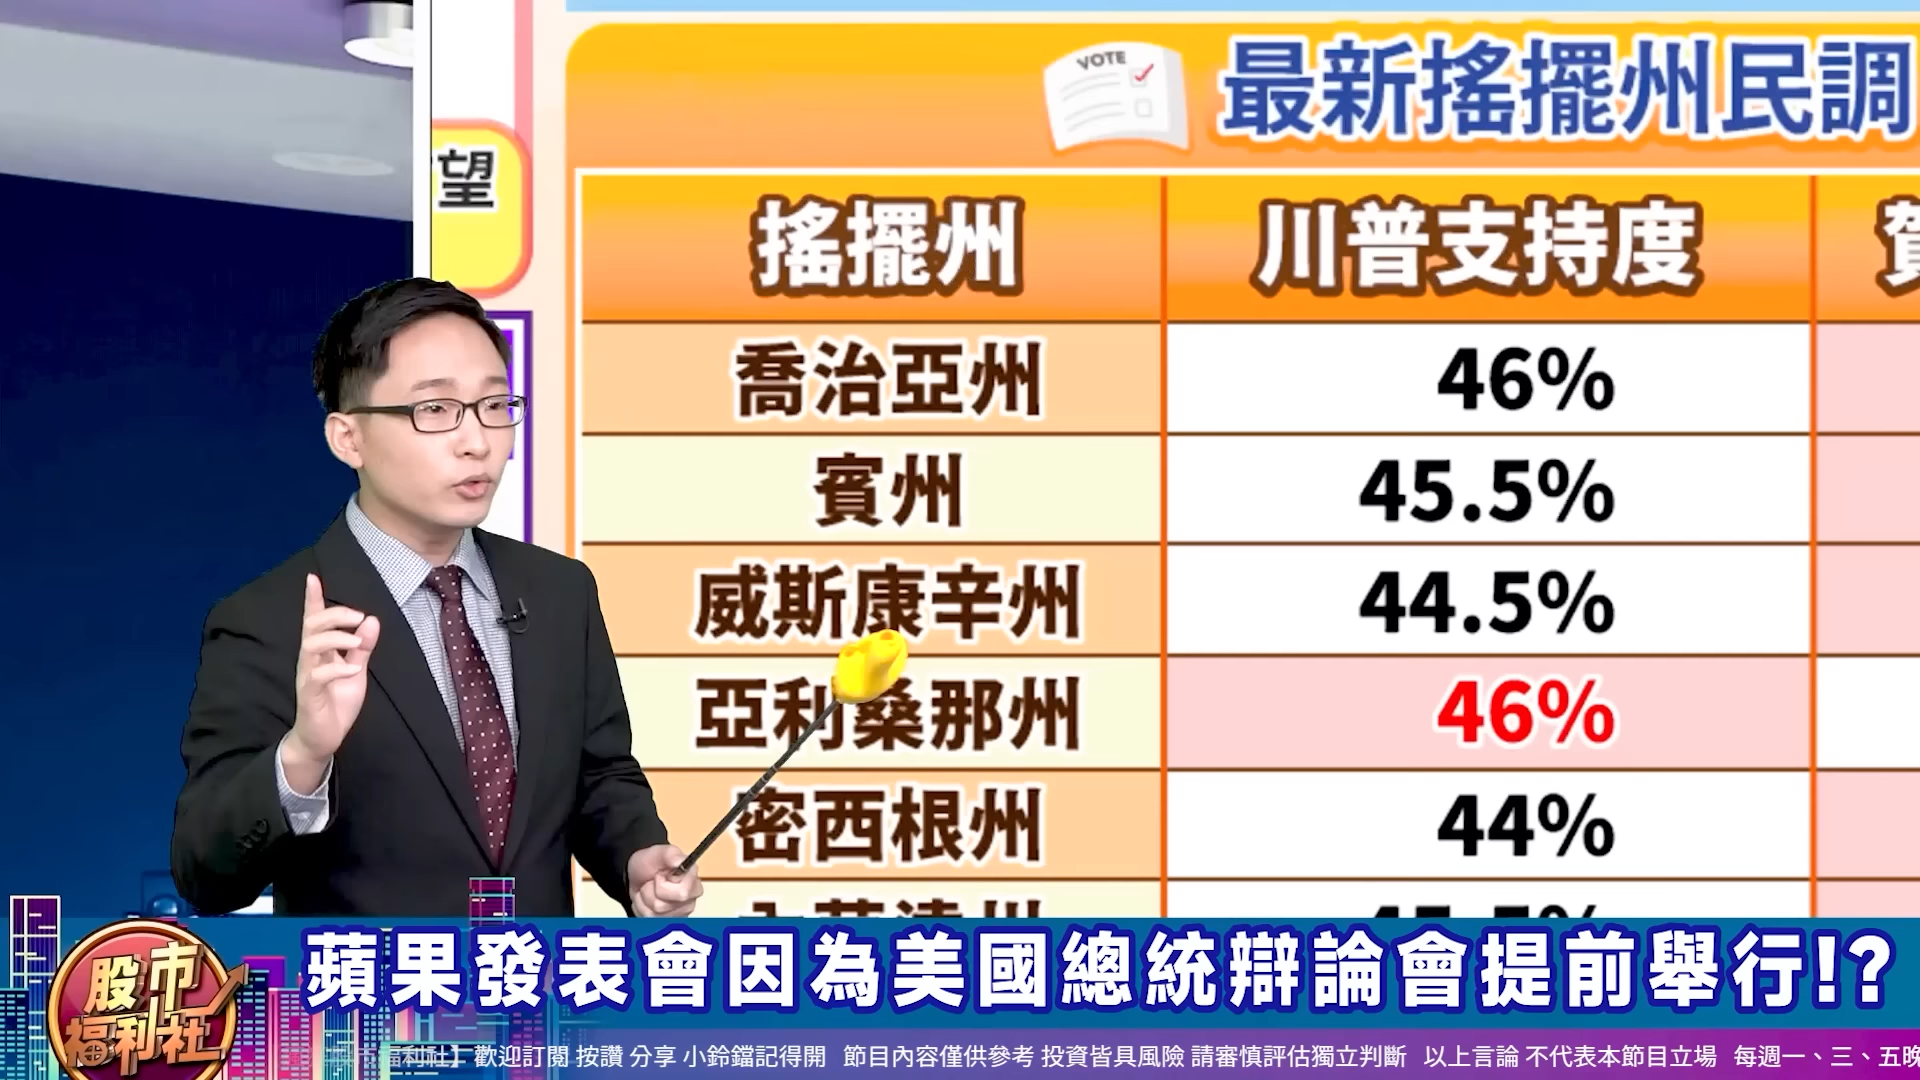 VOTE
最新搖擺州民調
望
搖擺州
川普支持度
賀
喬治亞州
46%
賓州
45.5%
威斯康辛州
44.5%
亞利桑那州
46%
密西根州
44%
蘋果發表會因為美國總統辯論會提前舉行!?
股市
福利社
福利社】歡迎訂閱 按讚 分享 小鈴鐺記得開 節目內容僅供參考 投資皆具風險 請審慎評估獨立判斷 以上言論 不代表本節目立場 每週一、三、五晚